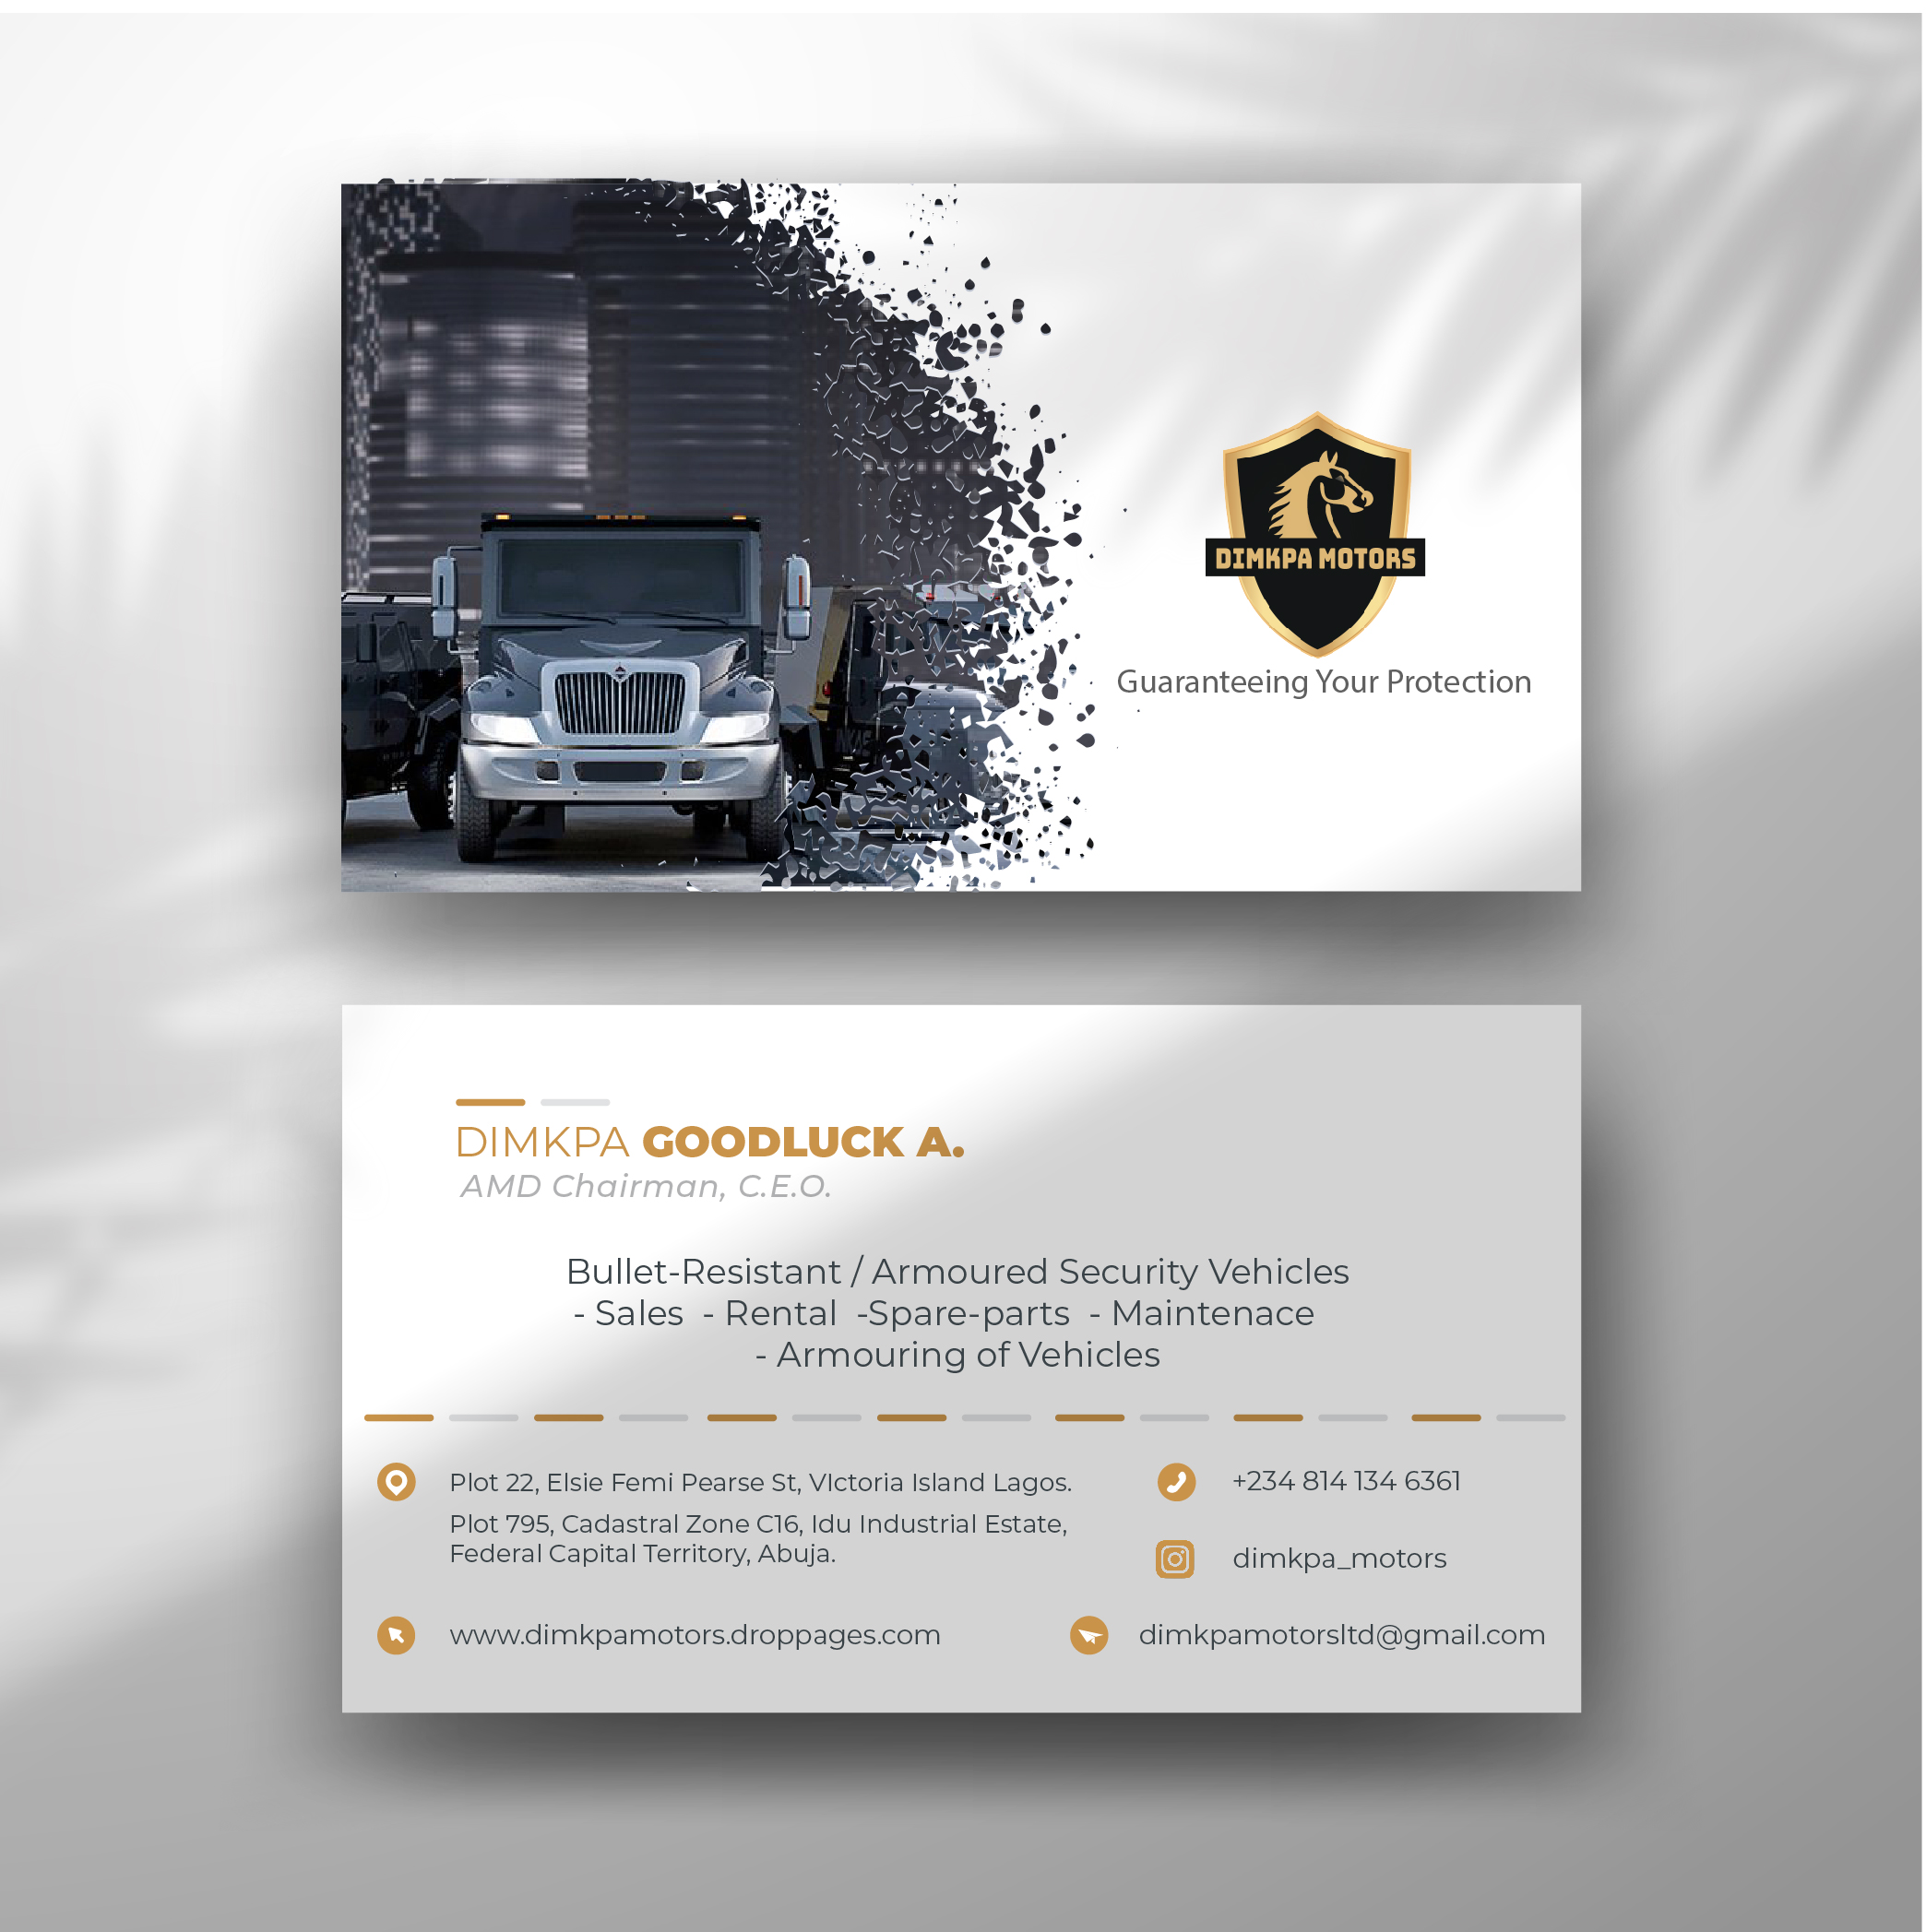 DIMKPA MOTORS
Guaranteeing Your Protection
DIMKPA GOODLUCK A.
AMD Chairman, C.E.O.
Bullet-Resistant / Armoured Security Vehicles
- Sales - Rental -Spare-parts - Maintenace
- Armouring of Vehicles
Plot 22, Elsie Femi Pearse St, VIctoria Island Lagos.
Plot 795, Cadastral Zone C16, Idu Industrial Estate,
Federal Capital Territory, Abuja.
+234 814 134 6361
dimkpa_motors
www.dimkpamotors.droppages.com
dimkpamotorsltd@gmail.com